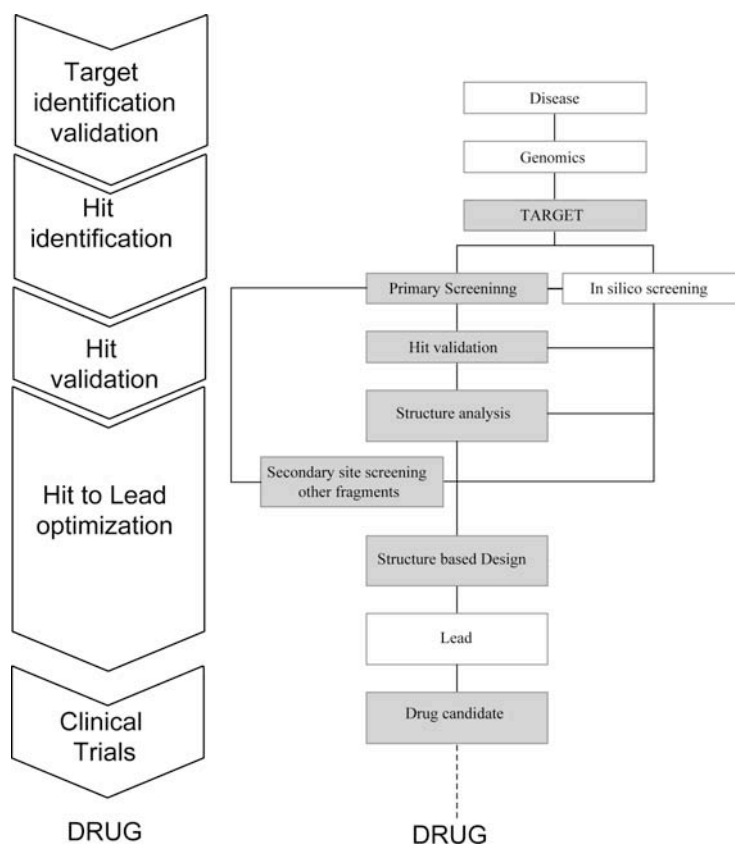 Target
identification
validation
Hit
identification
Hit
validation
Hit to Lead
optimization
Clinical
Trials
DRUG
Disease
Genomics
TARGET
Primary Screeninng
In silico screening
Hit validation
Structure analysis
Secondary site screening
other fragments
Structure based Design
Lead
Drug candidate
DRUG